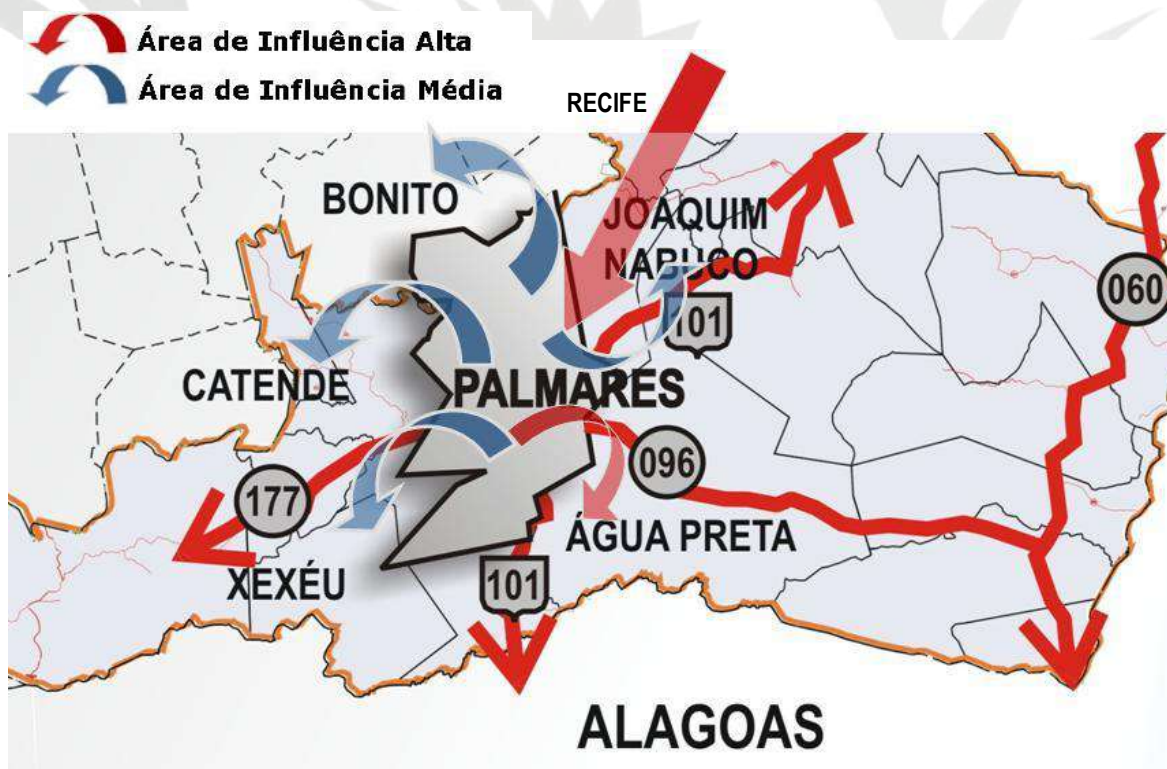 Área de Influência Alta
Área de Influência Média
RECIFE
BONITO
JOAQUIM
NABUCO
060
101
CATENDE
PALMARES
096
177
ÁGUA PRETA
XEXÉU
101
ALAGOAS